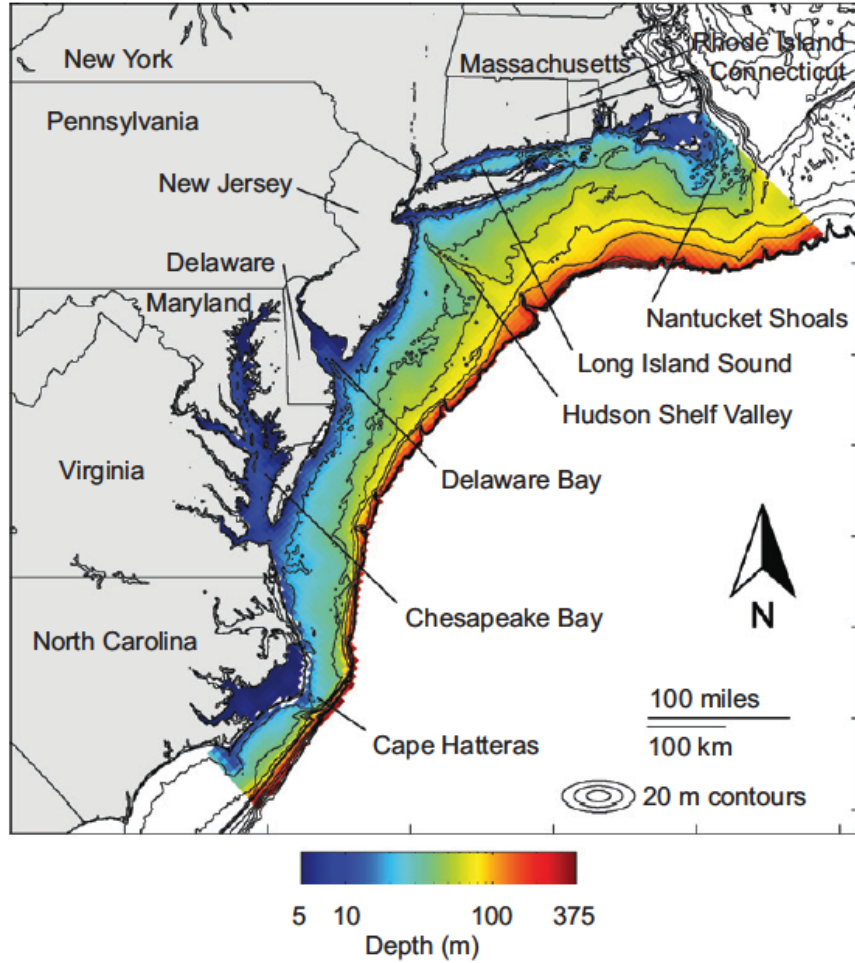 New York
Massachusetts
Rhode Island
Connecticut
Pennsylvania
New Jersey
Delaware
Maryland
Nantucket Shoals
Long Island Sound
Hudson Shelf Valley
Virginia
Delaware Bay
Chesapeake Bay
N
North Carolina
100 miles
100 km
Cape Hatteras
20 m contours
5 10 100 375
Depth (m)